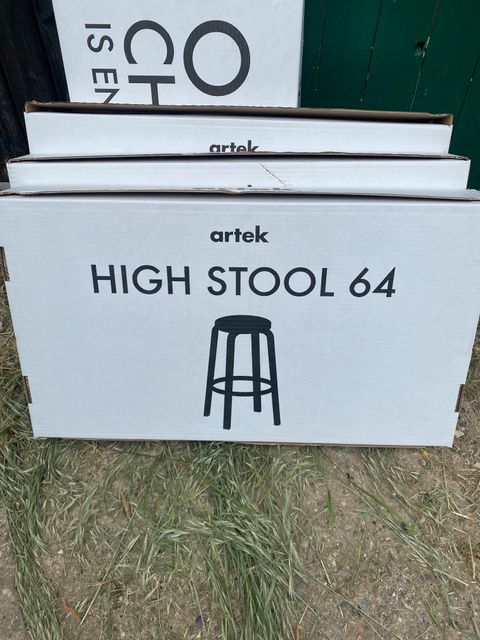 O
CH
IS EN
artek
artek
HIGH STOOL 64